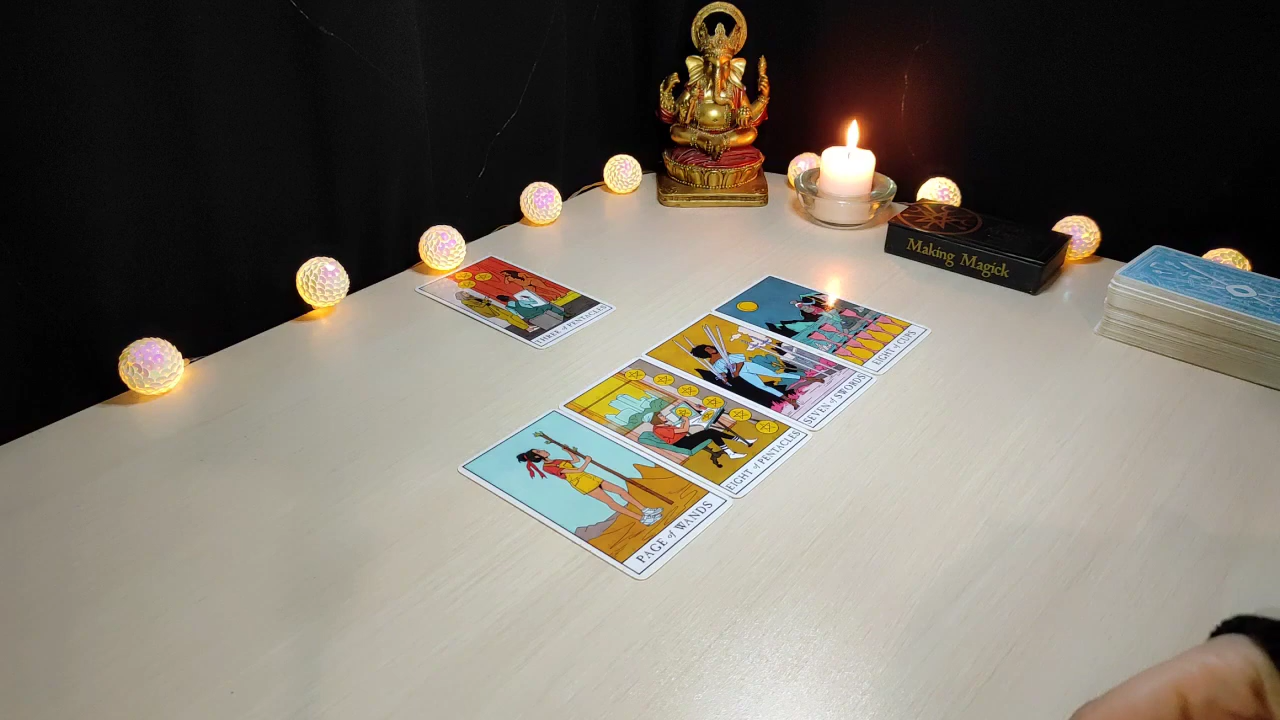 Making Magick
THREE of PENTACLES
EIGHT of CUPS
SEVEN of SWORDS
EIGHT of PENTACLES
PAGE of WANDS